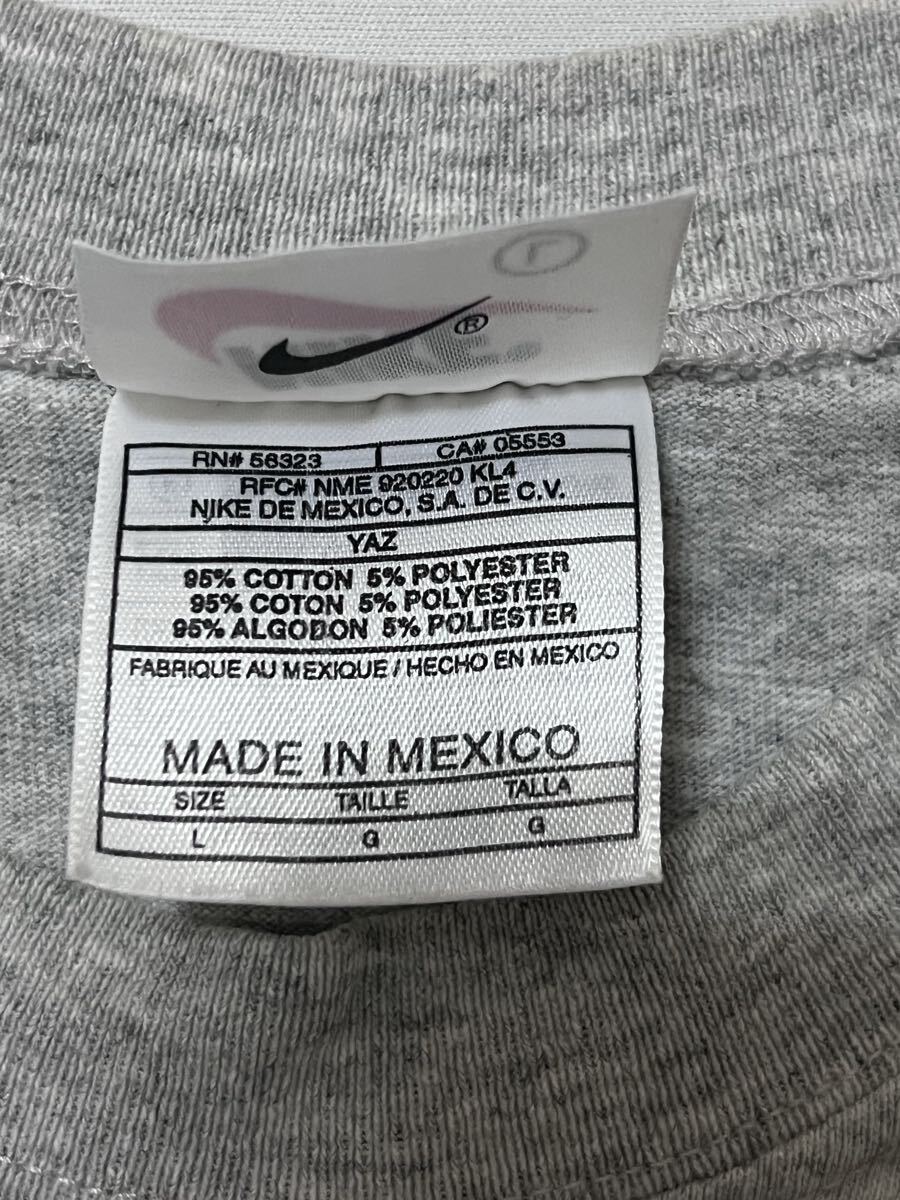 ®
RN# 56323 CA# 05553
RFC# NME 920220 KL4
NIKE DE MEXICO, S.A. DE C.V.
YAZ
95% COTTON 5% POLYESTER
95% COTON 5% POLYESTER
95% ALGODON 5% POLIESTER
FABRIQUE AU MEXIQUE / HECHO EN MEXICO
MADE IN MEXICO
SIZE TAILLE TALLA
L G G